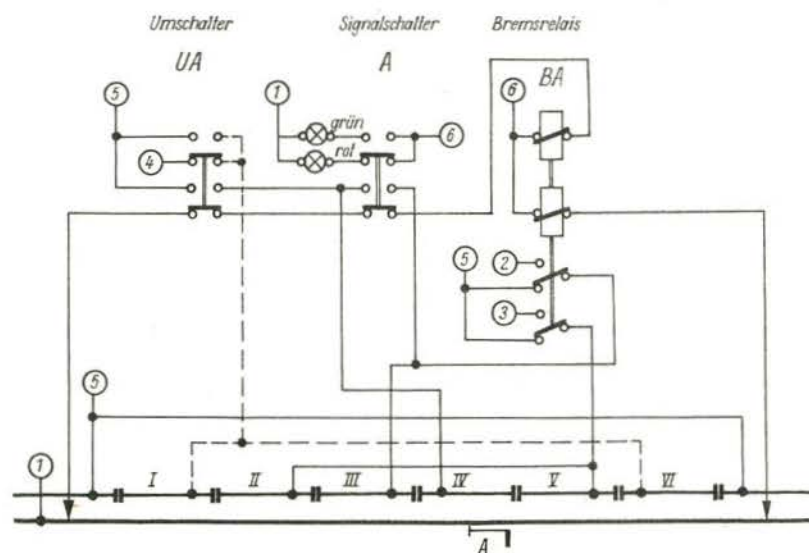 Umschalter Signalschalter Bremsrelais
UA A BA
5 1 6
grün
4 rot 6
5 2
3
5
1 I II III IV V VI
A